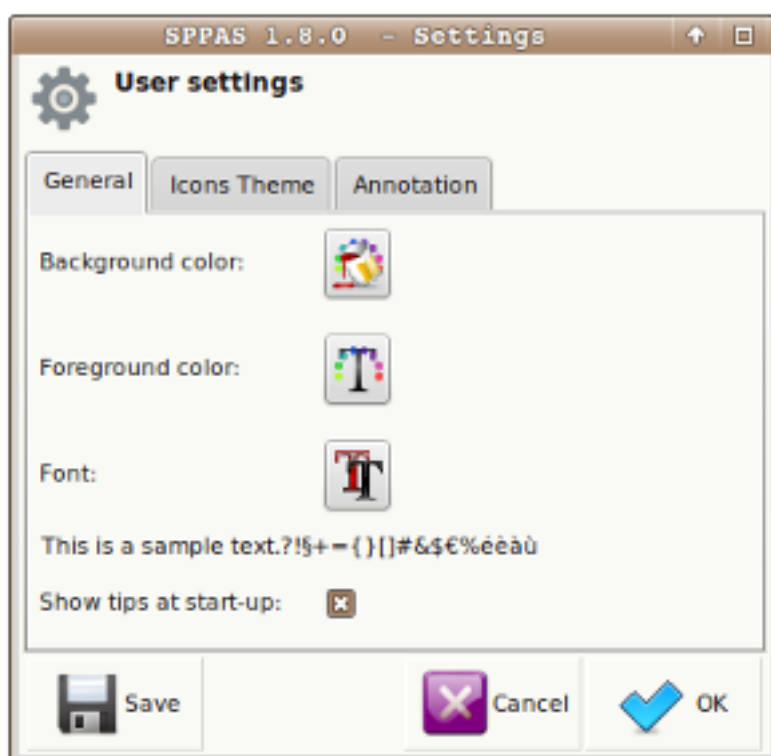 SPPAS 1.8.0 - Settings
User settings
General Icons Theme Annotation
Background color:
Foreground color:
Font:
This is a sample text.?!§+={}[]#&$€%éèàù
Show tips at start-up:
Save Cancel OK